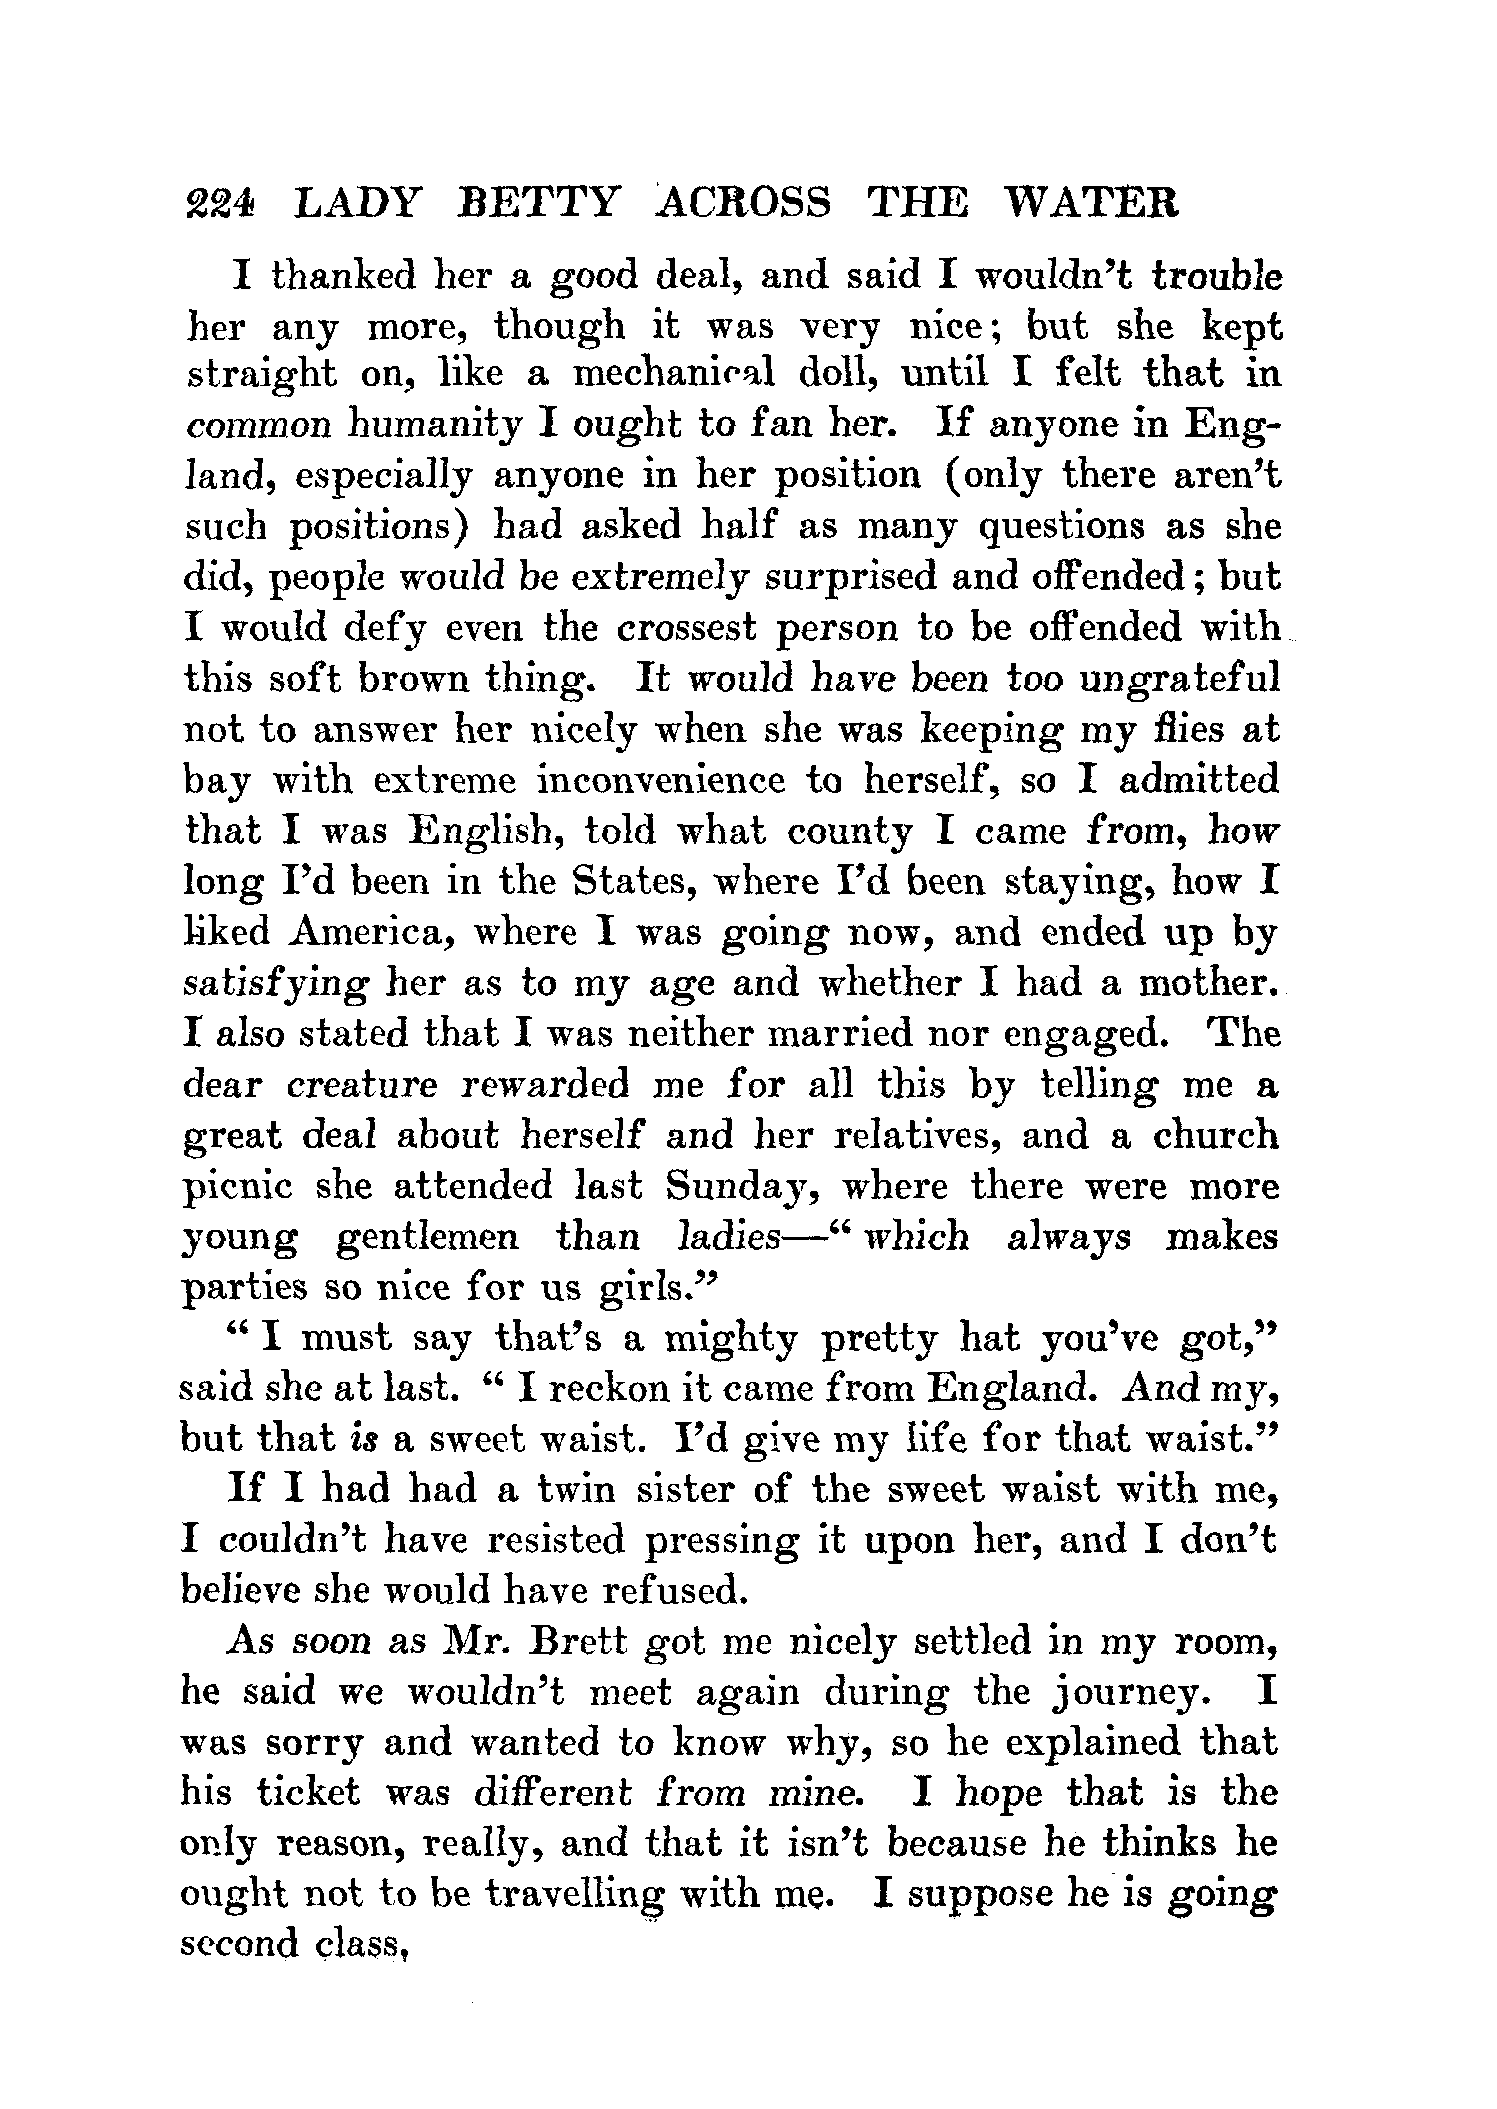 224 LADY BETTY ACROSS THE WATER
I thanked her a good deal, and said I wouldn't trouble
her any more, though it was very nice; but she kept
straight on, like a mechanical doll, until I felt that in
common humanity I ought to fan her. If anyone in Eng-
land, especially anyone in her position (only there aren't
such positions) had asked half as many questions as she
did, people would be extremely surprised and offended; but
I would defy even the crossest person to be offended with
this soft brown thing. It would have been too ungrateful
not to answer her nicely when she was keeping my flies at
bay with extreme inconvenience to herself, so I admitted
that I was English, told what county I came from, how
long I'd been in the States, where I'd been staying, how I
liked America, where I was going now, and ended up by
satisfying her as to my age and whether I had a mother.
I also stated that I was neither married nor engaged. The
dear creature rewarded me for all this by telling me a
great deal about herself and her relatives, and a church
picnic she attended last Sunday, where there were more
young gentlemen than ladies—“ which always makes
parties so nice for us girls.”
“ I must say that's a mighty pretty hat you've got,”
said she at last. “ I reckon it came from England. And my,
but that is a sweet waist. I'd give my life for that waist.”
If I had had a twin sister of the sweet waist with me,
I couldn't have resisted pressing it upon her, and I don't
believe she would have refused.
As soon as Mr. Brett got me nicely settled in my room,
he said we wouldn't meet again during the journey. I
was sorry and wanted to know why, so he explained that
his ticket was different from mine. I hope that is the
only reason, really, and that it isn't because he thinks he
ought not to be travelling with me. I suppose he is going
second class,